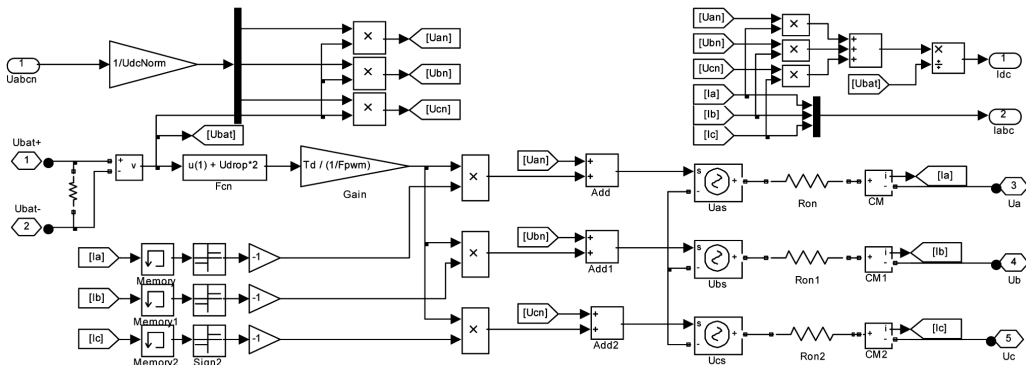 1
Uabcn
1/UdcNorm
×
[Uan]
×
[Ubn]
×
[Ucn]
[Ubat]
[Uan]
[Ubn]
[Ucn]
×
×
×
+
+
+
×
÷
[Ubat]
1
Idc
[Ia]
[Ib]
[Ic]
2
Iabc
Ubat+
1
Ubat-
2
+
-
v
u(1) + Udrop*2
Fcn
Td / (1/Fpwm)
Gain
×
[Uan]
+
+
Add
s
-
+
Uas
Ron
+
i
-
CM
[Ia]
3
Ua
[Ia]
Memory
-1
×
[Ubn]
+
+
Add1
s
-
+
Ubs
Ron1
+
i
-
CM1
[Ib]
4
Ub
[Ib]
Memory1
-1
×
[Ucn]
+
+
Add2
s
-
+
Ucs
Ron2
+
i
-
CM2
[Ic]
5
Uc
[Ic]
Memory2
Sign2
-1